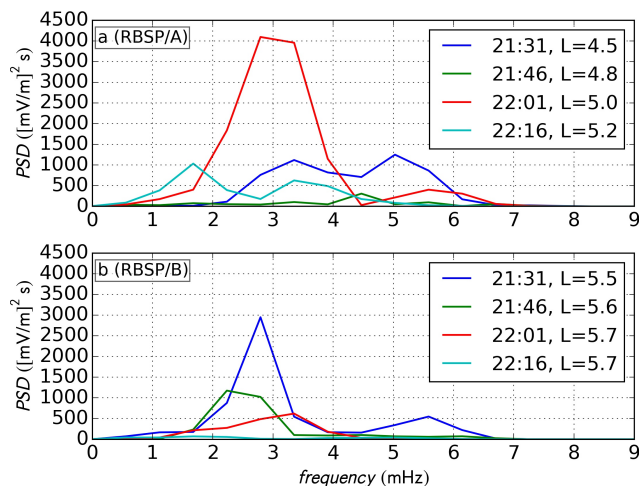 4500
4000
3500
3000
2500
2000
1500
1000
500
0
PSD ([mV/m]² s)
a (RBSP/A)
21:31, L=4.5
21:46, L=4.8
22:01, L=5.0
22:16, L=5.2
0 1 2 3 4 5 6 7 8 9
4500
4000
3500
3000
2500
2000
1500
1000
500
0
PSD ([mV/m]² s)
b (RBSP/B)
21:31, L=5.5
21:46, L=5.6
22:01, L=5.7
22:16, L=5.7
0 1 2 3 4 5 6 7 8 9
frequency (mHz)